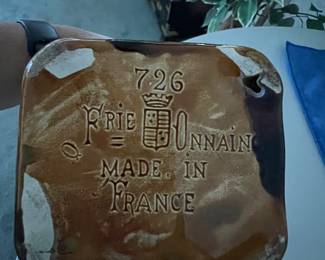 726
FRIE = ONNAIN
MADE. IN
FRANCE